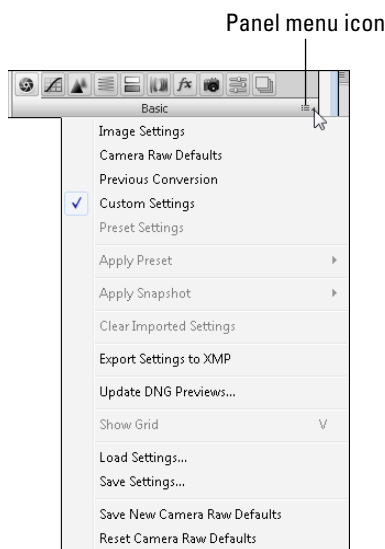 Panel menu icon
fx
Basic
Image Settings
Camera Raw Defaults
Previous Conversion
Custom Settings
Preset Settings
Apply Preset
Apply Snapshot
Clear Imported Settings
Export Settings to XMP
Update DNG Previews...
Show Grid V
Load Settings...
Save Settings...
Save New Camera Raw Defaults
Reset Camera Raw Defaults